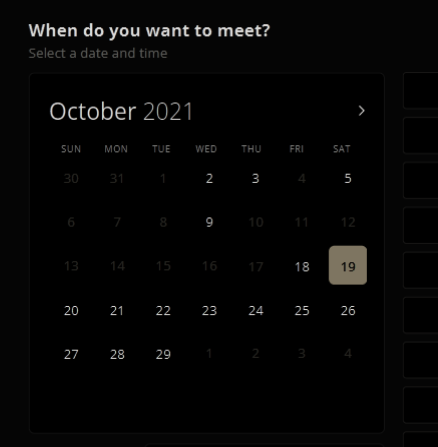 When do you want to meet?
Select a date and time
October 2021
SUN MON TUE WED THU FRI SAT
30 31 1 2 3 4 5
6 7 8 9 10 11 12
13 14 15 16 17 18 19
20 21 22 23 24 25 26
27 28 29 1 2 3 4